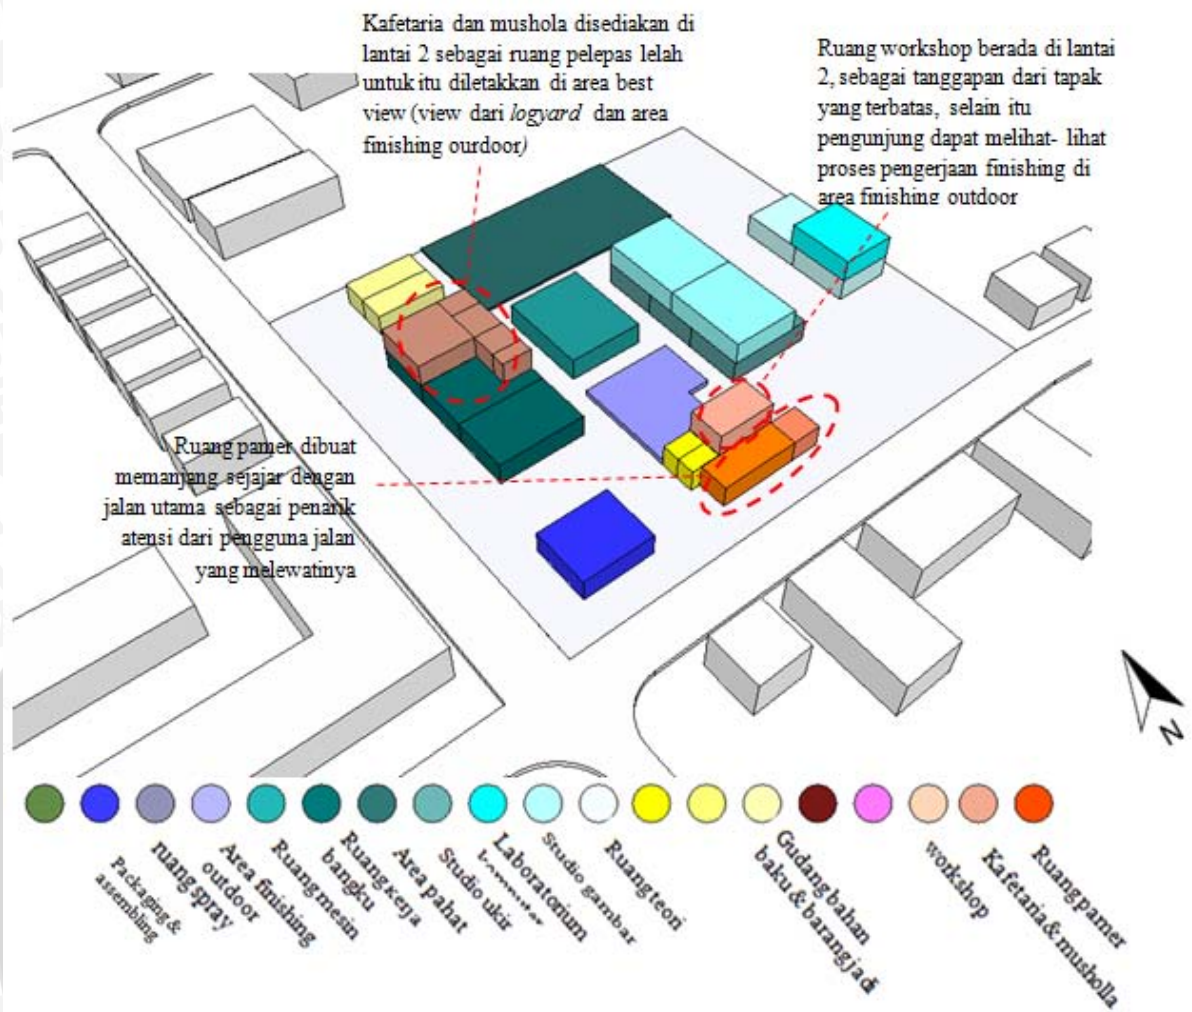 Kafetaria dan mushola disediakan di
lantai 2 sebagai ruang pelepas lelah
untuk itu diletakkan di area best
view (view dari logyard dan area
finishing ourdoor)
Ruang workshop berada di lantai
2, sebagai tanggapan dari tapak
yang terbatas, selain itu
pengunjung dapat melihat- lihat
proses pengerjaan finishing di
area finishing outdoor
Ruang pamer dibuat
memanjang sejajar dengan
jalan utama sebagai penarik
atensi dari pengguna jalan
yang melewatinya
N
Packaging &
assembling
ruang spray
Area finishing
outdoor
Ruang mesin
bangku
Ruang kerja
Area pahat
Studio ukir
Laboratorium
Studio gambar
Ruang teori
Gudang bahan
baku & barang jadi
workshop
Kafetaria & musholla
Ruang pamer